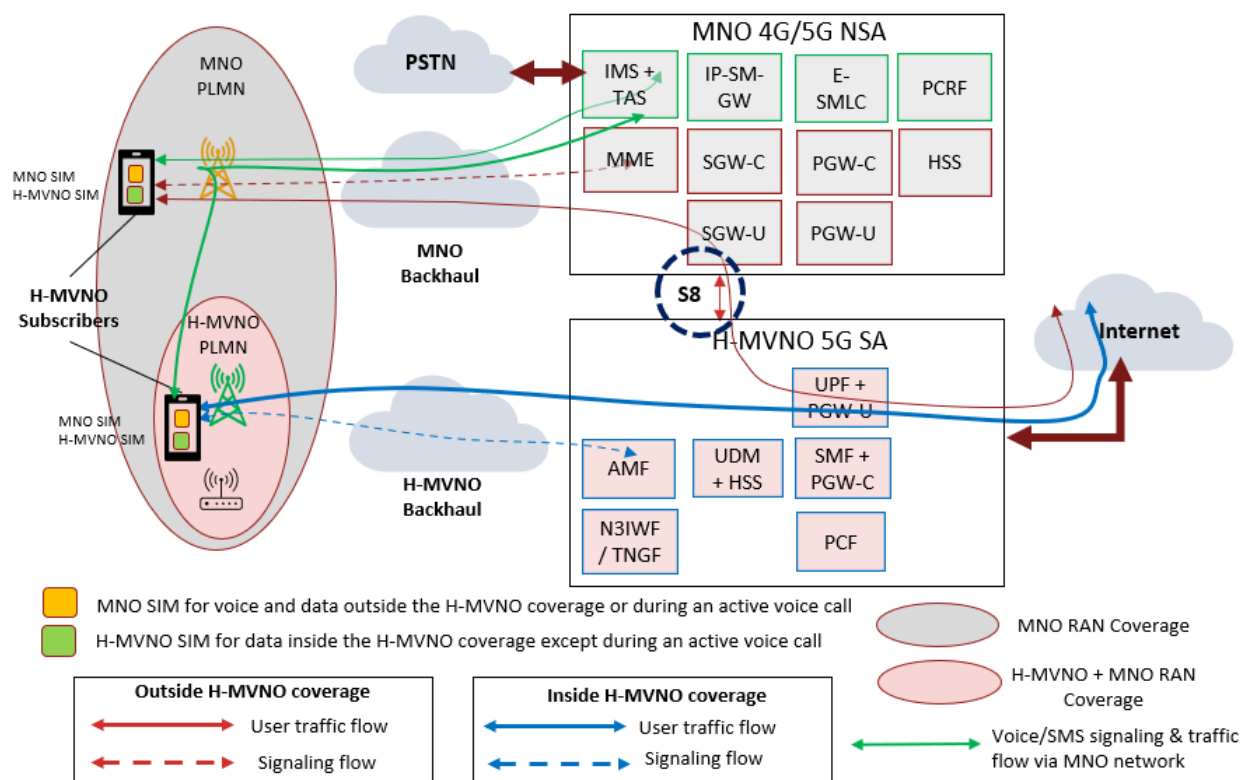 MNO 4G/5G NSA
PSTN
IMS +
TAS
IP-SM-
GW
E-
SMLC
PCRF
MNO
PLMN
MME
SGW-C
PGW-C
HSS
MNO SIM
H-MVNO SIM
SGW-U
PGW-U
MNO
Backhaul
H-MVNO
Subscribers
S8
H-MVNO
PLMN
H-MVNO 5G SA
Internet
UPF +
PGW-U
MNO SIM
H-MVNO SIM
AMF
UDM
+ HSS
SMF +
PGW-C
H-MVNO
Backhaul
N3IWF
/ TNGF
PCF
MNO SIM for voice and data outside the H-MVNO coverage or during an active voice call
H-MVNO SIM for data inside the H-MVNO coverage except during an active voice call
MNO RAN Coverage
H-MVNO + MNO RAN
Coverage
Outside H-MVNO coverage
User traffic flow
Signaling flow
Inside H-MVNO coverage
User traffic flow
Signaling flow
Voice/SMS signaling & traffic
flow via MNO network